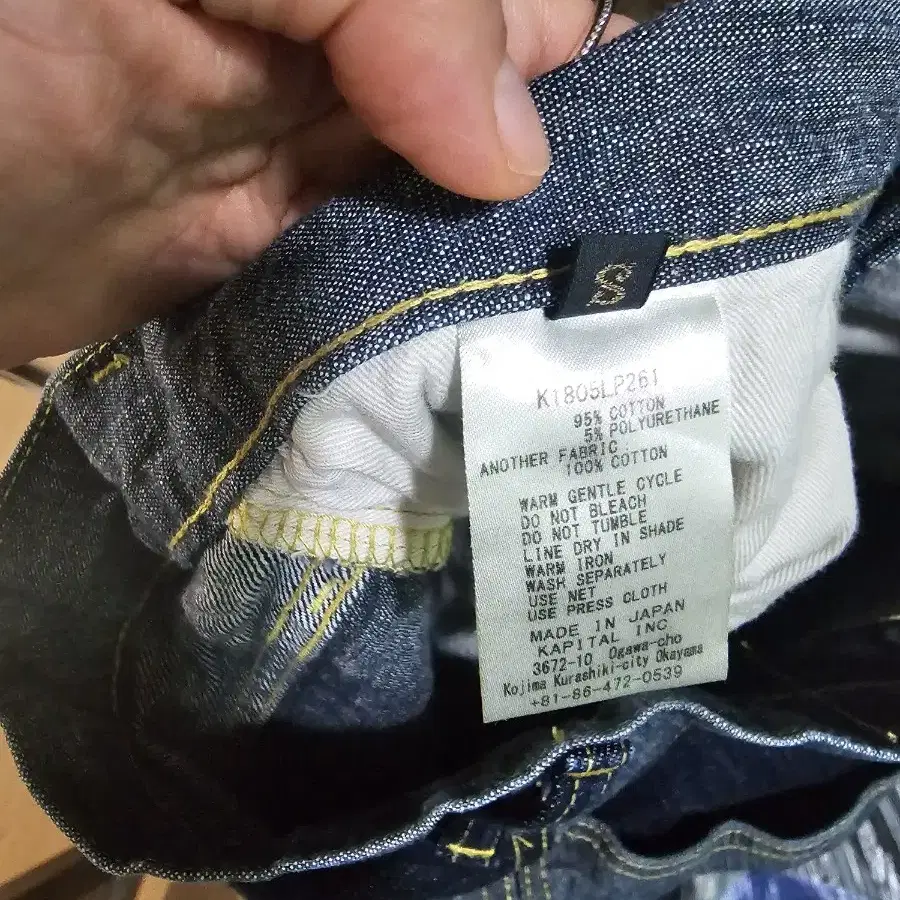 S
K1805LP261
95% COTTON
5% POLYURETHANE
ANOTHER FABRIC
100% COTTON
WARM GENTLE CYCLE
DO NOT BLEACH
DO NOT TUMBLE
LINE DRY IN SHADE
WARM IRON
WASH SEPARATELY
USE NET
USE PRESS CLOTH
MADE IN JAPAN
KAPITAL INC.
3672-10 Ogawa-cho
Kojima Kurashiki-city Okayama
+81-86-472-0539